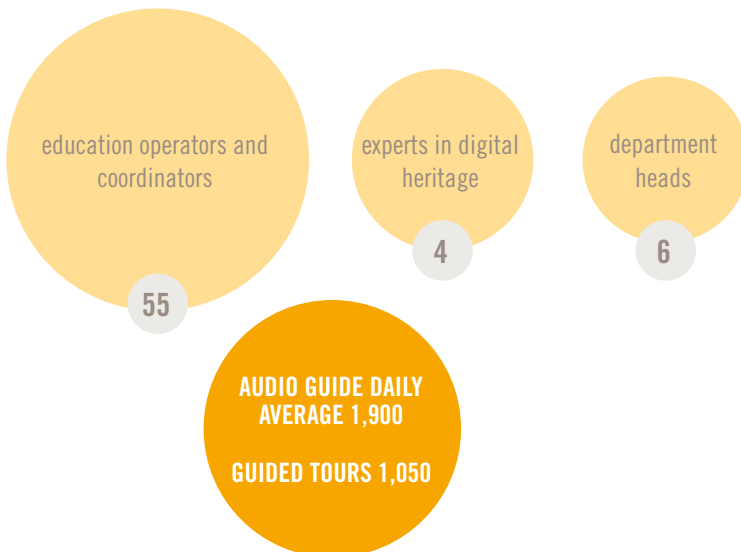 education operators and
coordinators
55
experts in digital
heritage
4
department
heads
6
AUDIO GUIDE DAILY
AVERAGE 1,900
GUIDED TOURS 1,050